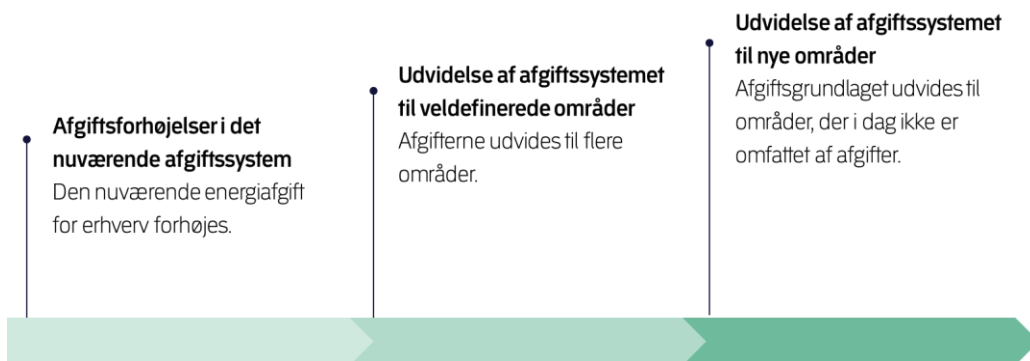 Afgiftsforhøjelser i det
nuværende afgiftssystem
Den nuværende energiafgift
for erhverv forhøjes.
Udvidelse af afgiftssystemet
til veldefinerede områder
Afgifterne udvides til flere
områder.
Udvidelse af afgiftssystemet
til nye områder
Afgiftsgrundlaget udvides til
områder, der i dag ikke er
omfattet af afgifter.